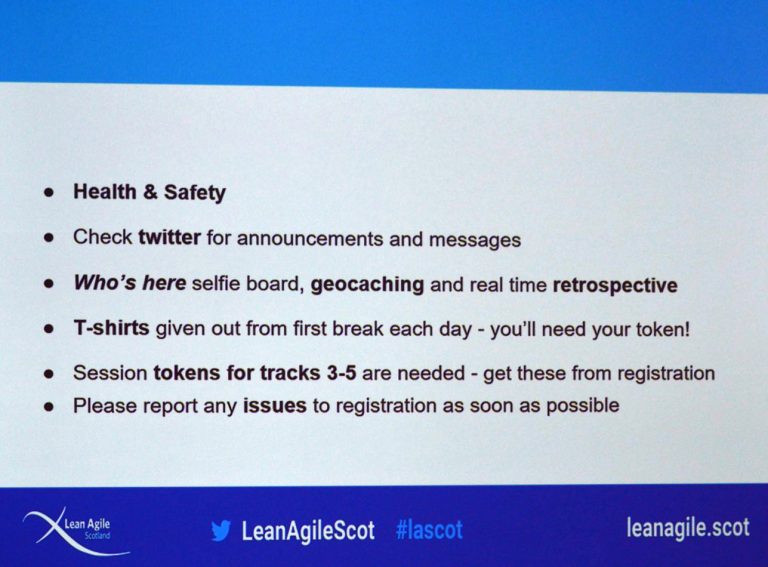 ● Health & Safety
● Check twitter for announcements and messages
● Who's here selfie board, geocaching and real time retrospective
● T-shirts given out from first break each day - you'll need your token!
● Session tokens for tracks 3-5 are needed - get these from registration
● Please report any issues to registration as soon as possible
Lean Agile
Scotland
LeanAgileScot #lascot
leanagile.scot